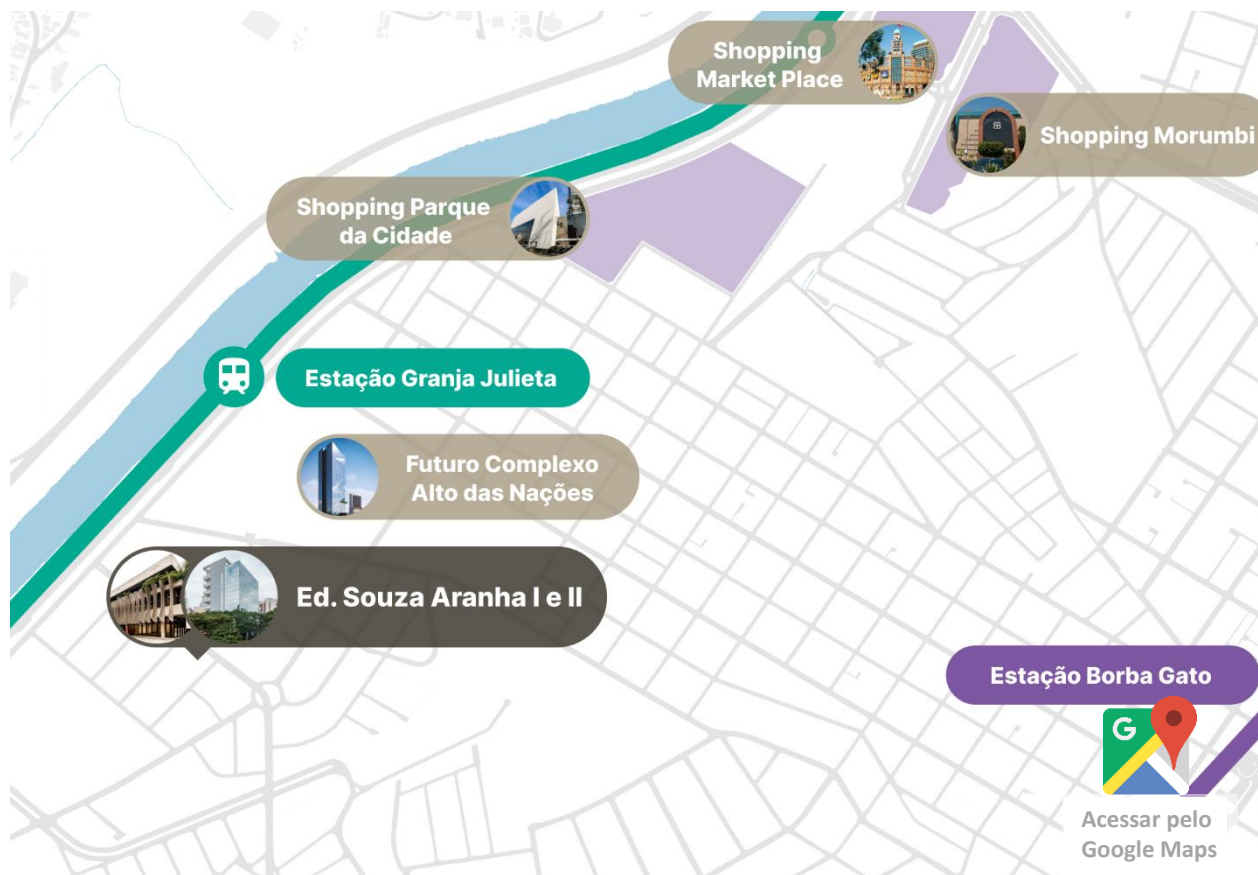 Shopping
Market Place
Shopping Morumbi
Shopping Parque
da Cidade
Estação Granja Julieta
Futuro Complexo
Alto das Nações
Ed. Souza Aranha I e II
Estação Borba Gato
G
Acessar pelo
Google Maps